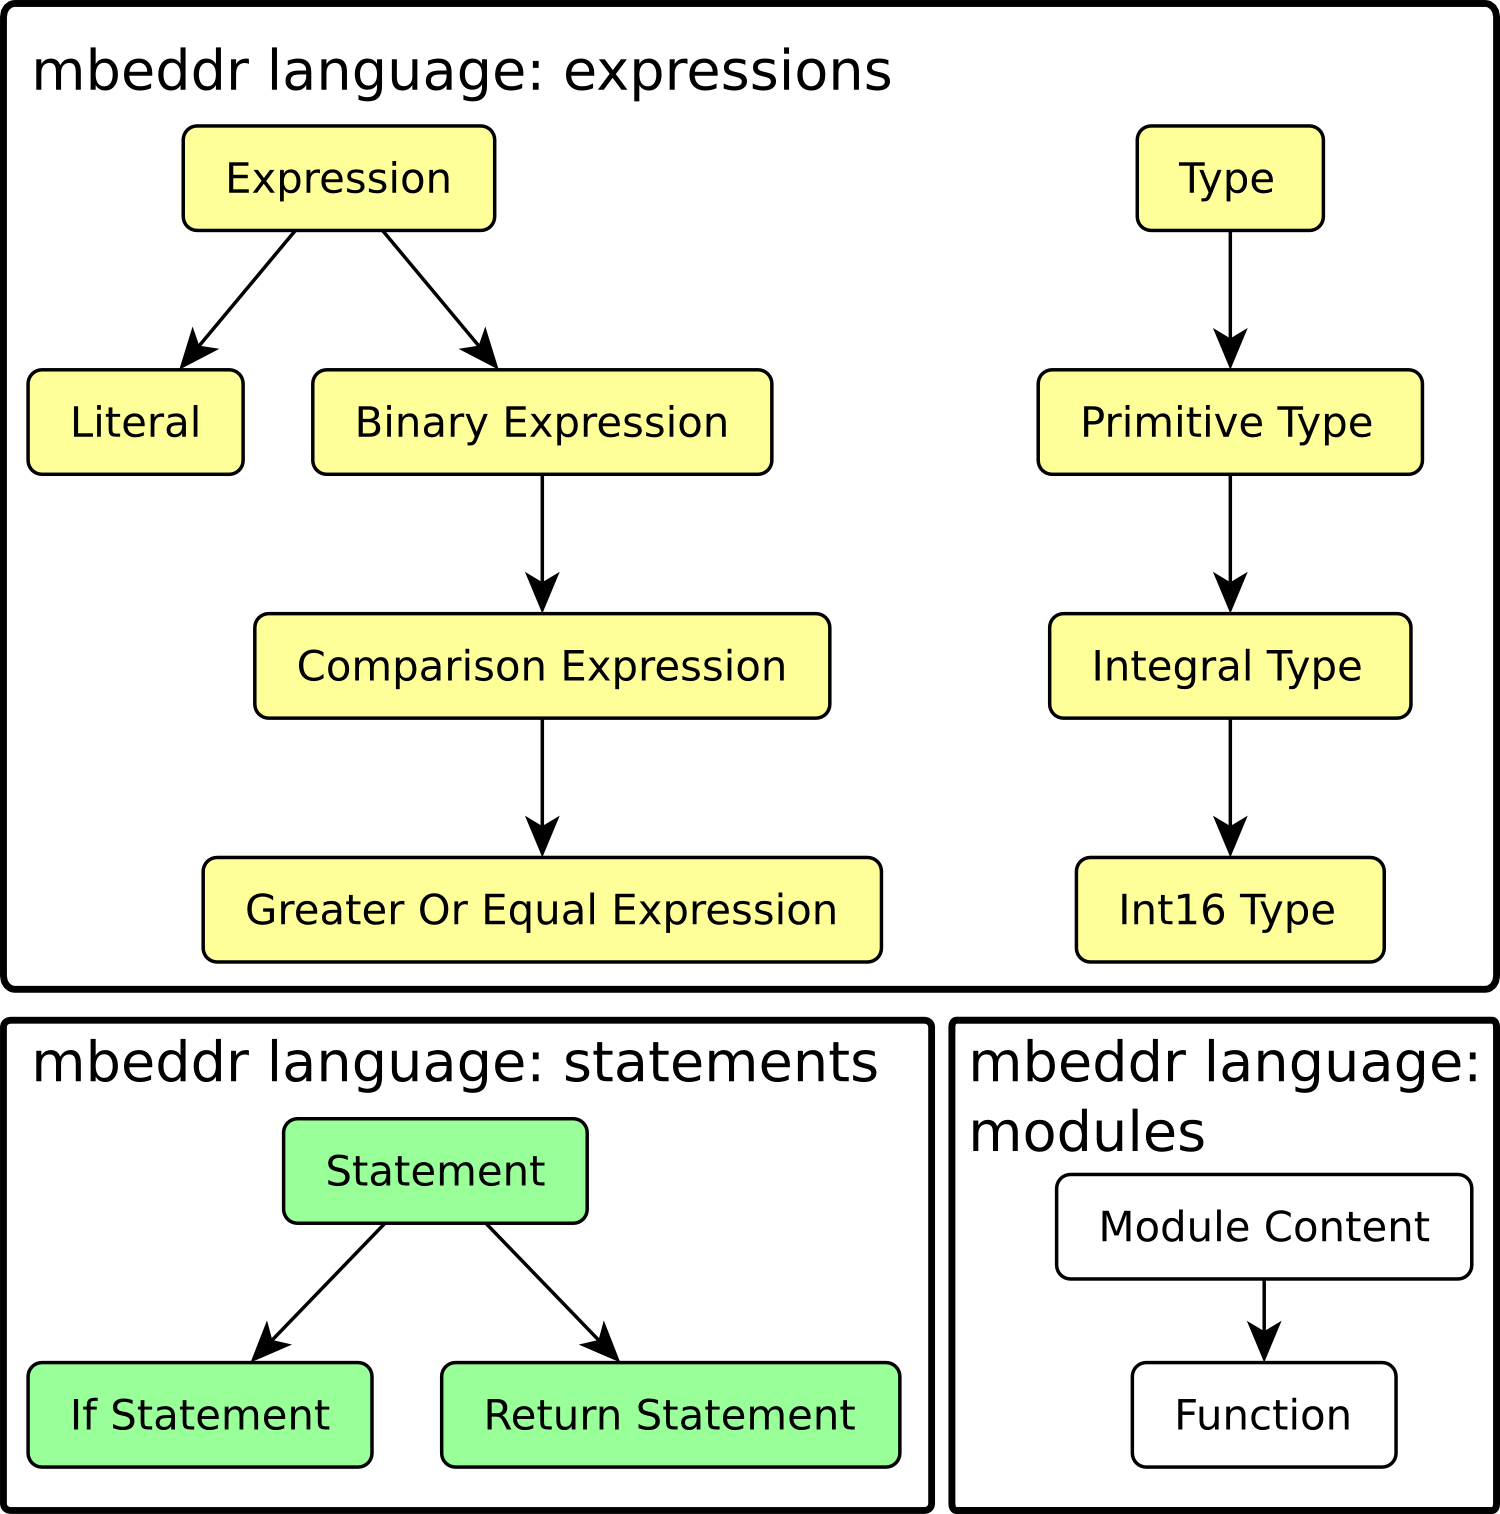 mbeddr language: expressions
Expression
Type
Literal
Binary Expression
Primitive Type
Comparison Expression
Integral Type
Greater Or Equal Expression
Int16 Type
mbeddr language: statements
Statement
If Statement
Return Statement
mbeddr language:
modules
Module Content
Function